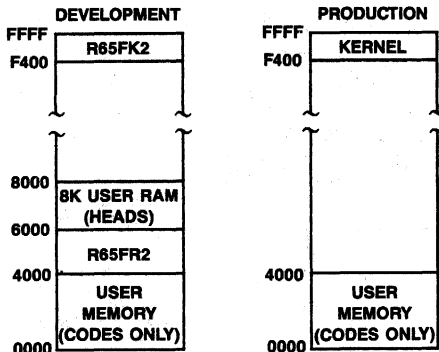 DEVELOPMENT
FFFF
R65FK2
F400
8000
8K USER RAM
(HEADS)
6000
R65FR2
4000
USER
MEMORY
(CODES ONLY)
0000
PRODUCTION
FFFF
KERNEL
F400
4000
USER
MEMORY
(CODES ONLY)
0000